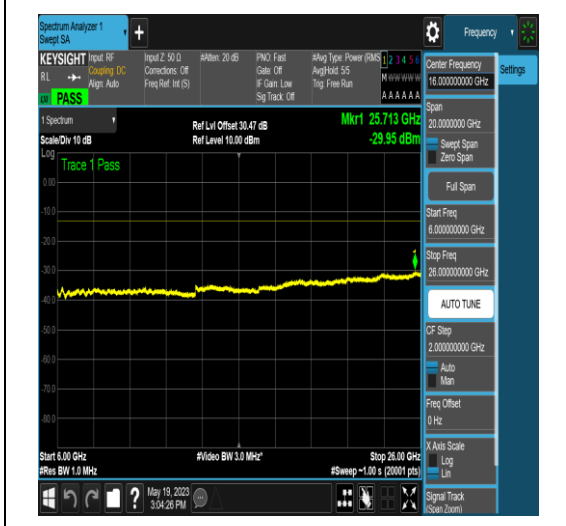 Spectrum Analyzer 1
Swept SA
Frequency
KEYSIGHT
RL
PASS
Input: RF
Coupling: DC
Align: Auto
Input Z: 50 Ω
Corrections: Off
Freq Ref: Int (S)
#Atten: 20 dB
PNO: Fast
Gate: Off
IF Gain: Low
Sig Track: Off
#Avg Type: Power (RMS)
Avg|Hold: 5/5
Trig: Free Run
1 2 3 4 5 6
M W W W W W
A A A A A A
Center Frequency
16.000000000 GHz
Settings
1 Spectrum
Scale/Div 10 dB
Ref Lvl Offset 30.47 dB
Ref Level 10.00 dBm
Mkr1 25.713 GHz
-29.95 dBm
Log
Trace 1 Pass
0.00
-10.0
-20.0
-30.0
-40.0
-50.0
-60.0
-70.0
-80.0
1
Start 6.00 GHz
#Res BW 1.0 MHz
#Video BW 3.0 MHz*
Stop 26.00 GHz
#Sweep ~1.00 s (20001 pts)
Span
20.0000000 GHz
Swept Span
Zero Span
Full Span
Start Freq
6.000000000 GHz
Stop Freq
26.000000000 GHz
AUTO TUNE
CF Step
2.000000000 GHz
Auto
Man
Freq Offset
0 Hz
X Axis Scale
Log
Lin
Signal Track
(Span Zoom)
?
May 19, 2023
3:04:26 PM